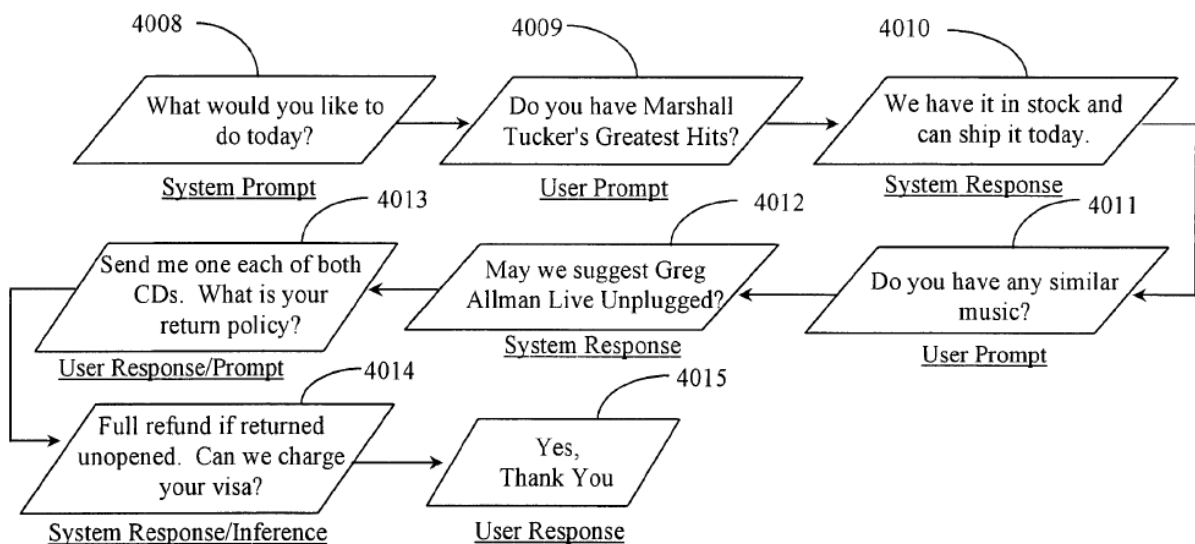 4008
What would you like to
do today?
System Prompt
4009
Do you have Marshall
Tucker's Greatest Hits?
User Prompt
4010
We have it in stock and
can ship it today.
System Response
4011
Do you have any similar
music?
User Prompt
4012
May we suggest Greg
Allman Live Unplugged?
System Response
4013
Send me one each of both
CDs. What is your
return policy?
User Response/Prompt
4014
Full refund if returned
unopened. Can we charge
your visa?
System Response/Inference
4015
Yes,
Thank You
User Response